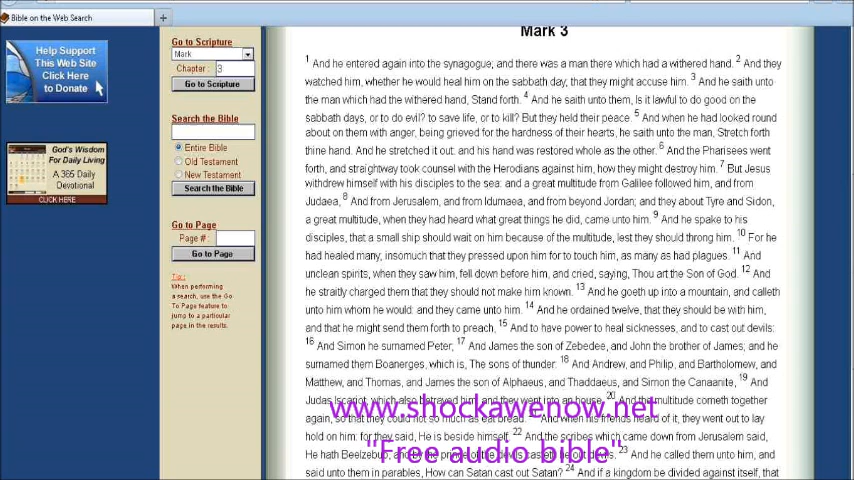 Bible on the Web Search
Help Support
This Web Site
Click Here
to Donate
God's Wisdom
For Daily Living
A 365 Daily
Devotional
CLICK HERE
Go to Scripture
Mark
Chapter : 3
Go to Scripture
Search the Bible
Entire Bible
Old Testament
New Testament
Search the Bible
Go to Page
Page # :
Go to Page
Tip:
When performing
a search, use the Go
To Page feature to
jump to a particular
page in the results.
Mark 3
1 And he entered again into the synagogue; and there was a man there which had a withered hand. 2 And they
watched him, whether he would heal him on the sabbath day; that they might accuse him. 3 And he saith unto
the man which had the withered hand, Stand forth. 4 And he saith unto them, Is it lawful to do good on the
sabbath days, or to do evil? to save life, or to kill? But they held their peace. 5 And when he had looked round
about on them with anger, being grieved for the hardness of their hearts, he saith unto the man, Stretch forth
thine hand. And he stretched it out: and his hand was restored whole as the other. 6 And the Pharisees went
forth, and straightway took counsel with the Herodians against him, how they might destroy him. 7 But Jesus
withdrew himself with his disciples to the sea: and a great multitude from Galilee followed him, and from
Judaea, 8 And from Jerusalem, and from Idumaea, and from beyond Jordan; and they about Tyre and Sidon,
a great multitude, when they had heard what great things he did, came unto him. 9 And he spake to his
disciples, that a small ship should wait on him because of the multitude, lest they should throng him. 10 For he
had healed many; insomuch that they pressed upon him for to touch him, as many as had plagues. 11 And
unclean spirits, when they saw him, fell down before him, and cried, saying, Thou art the Son of God. 12 And
he straitly charged them that they should not make him known. 13 And he goeth up into a mountain, and calleth
unto him whom he would: and they came unto him. 14 And he ordained twelve, that they should be with him,
and that he might send them forth to preach, 15 And to have power to heal sicknesses, and to cast out devils:
16 And Simon he surnamed Peter; 17 And James the son of Zebedee, and John the brother of James; and he
surnamed them Boanerges, which is, The sons of thunder: 18 And Andrew, and Philip, and Bartholomew, and
Matthew, and Thomas, and James the son of Alphaeus, and Thaddaeus, and Simon the Canaanite, 19 And
Judas Iscariot, which also betrayed him: and they went into an house. 20 And the multitude cometh together
www.shockawenow.net
again, so that they could not so much as eat bread. 21 And when his friends heard of it, they went out to lay
hold on him: for they said, He is beside himself. 22 And the scribes which came down from Jerusalem said,
"Free audio bible"
He hath Beelzebub, and by the prince of the devils casteth he out devils. 23 And he called them unto him, and
said unto them in parables, How can Satan cast out Satan? 24 And if a kingdom be divided against itself, that